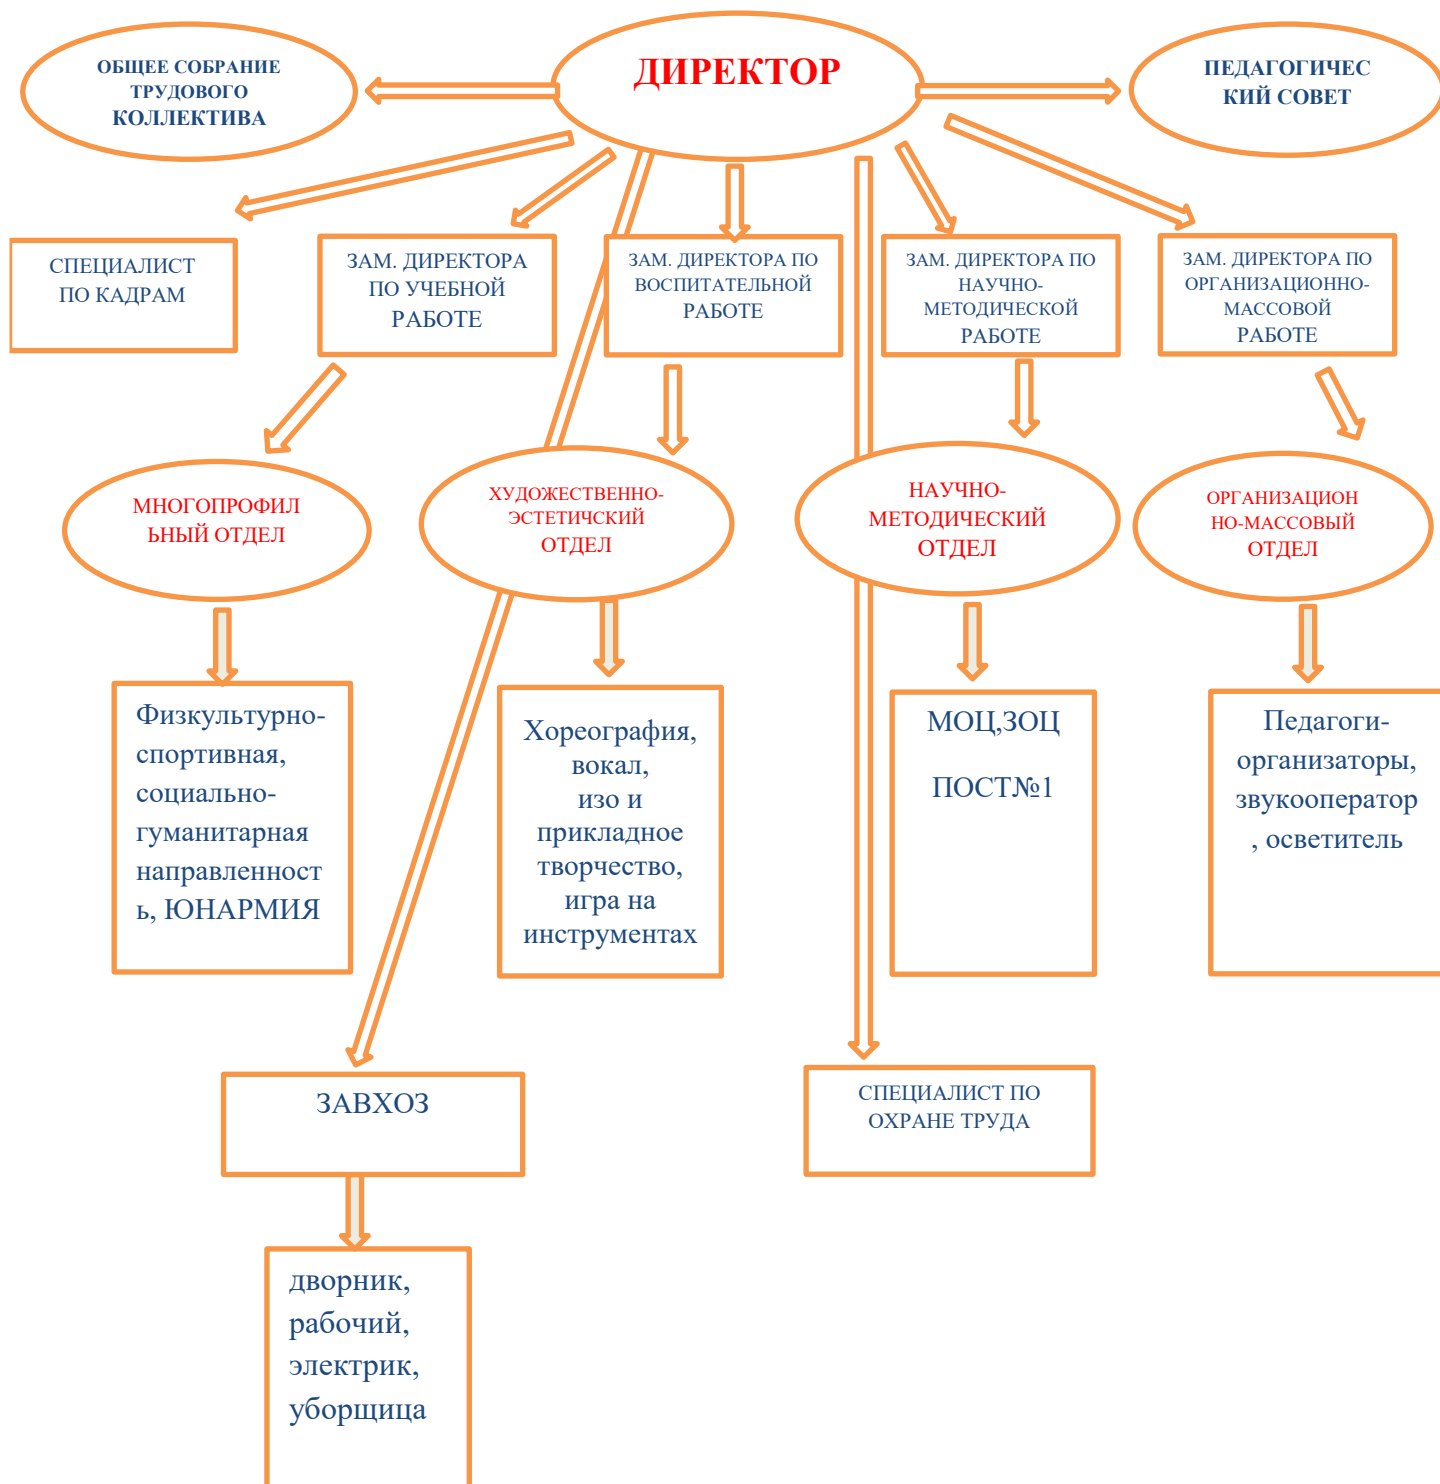 ОБЩЕЕ СОБРАНИЕ
ТРУДОВОГО
КОЛЛЕКТИВА
ДИРЕКТОР
ПЕДАГОГИЧЕС
КИЙ СОВЕТ
СПЕЦИАЛИСТ
ПО КАДРАМ
ЗАМ. ДИРЕКТОРА
ПО УЧЕБНОЙ
РАБОТЕ
ЗАМ. ДИРЕКТОРА ПО
ВОСПИТАТЕЛЬНОЙ
РАБОТЕ
ЗАМ. ДИРЕКТОРА ПО
НАУЧНО-
МЕТОДИЧЕСКОЙ
РАБОТЕ
ЗАМ. ДИРЕКТОРА ПО
ОРГАНИЗАЦИОННО-
МАССОВОЙ
РАБОТЕ
МНОГОПРОФИЛ
ЬНЫЙ ОТДЕЛ
ХУДОЖЕСТВЕННО-
ЭСТЕТИЧСКИЙ
ОТДЕЛ
НАУЧНО-
МЕТОДИЧЕСКИЙ
ОТДЕЛ
ОРГАНИЗАЦИОН
НО-МАССОВЫЙ
ОТДЕЛ
Физкультурно-
спортивная,
социально-
гуманитарная
направленност
ь, ЮНАРМИЯ
Хореография,
вокал,
изо и
прикладное
творчество,
игра на
инструментах
МОЦ,ЗОЦ
ПОСТ№1
Педагоги-
организаторы,
звукооператор
, осветитель
ЗАВХОЗ
СПЕЦИАЛИСТ ПО
ОХРАНЕ ТРУДА
дворник,
рабочий,
электрик,
уборщица